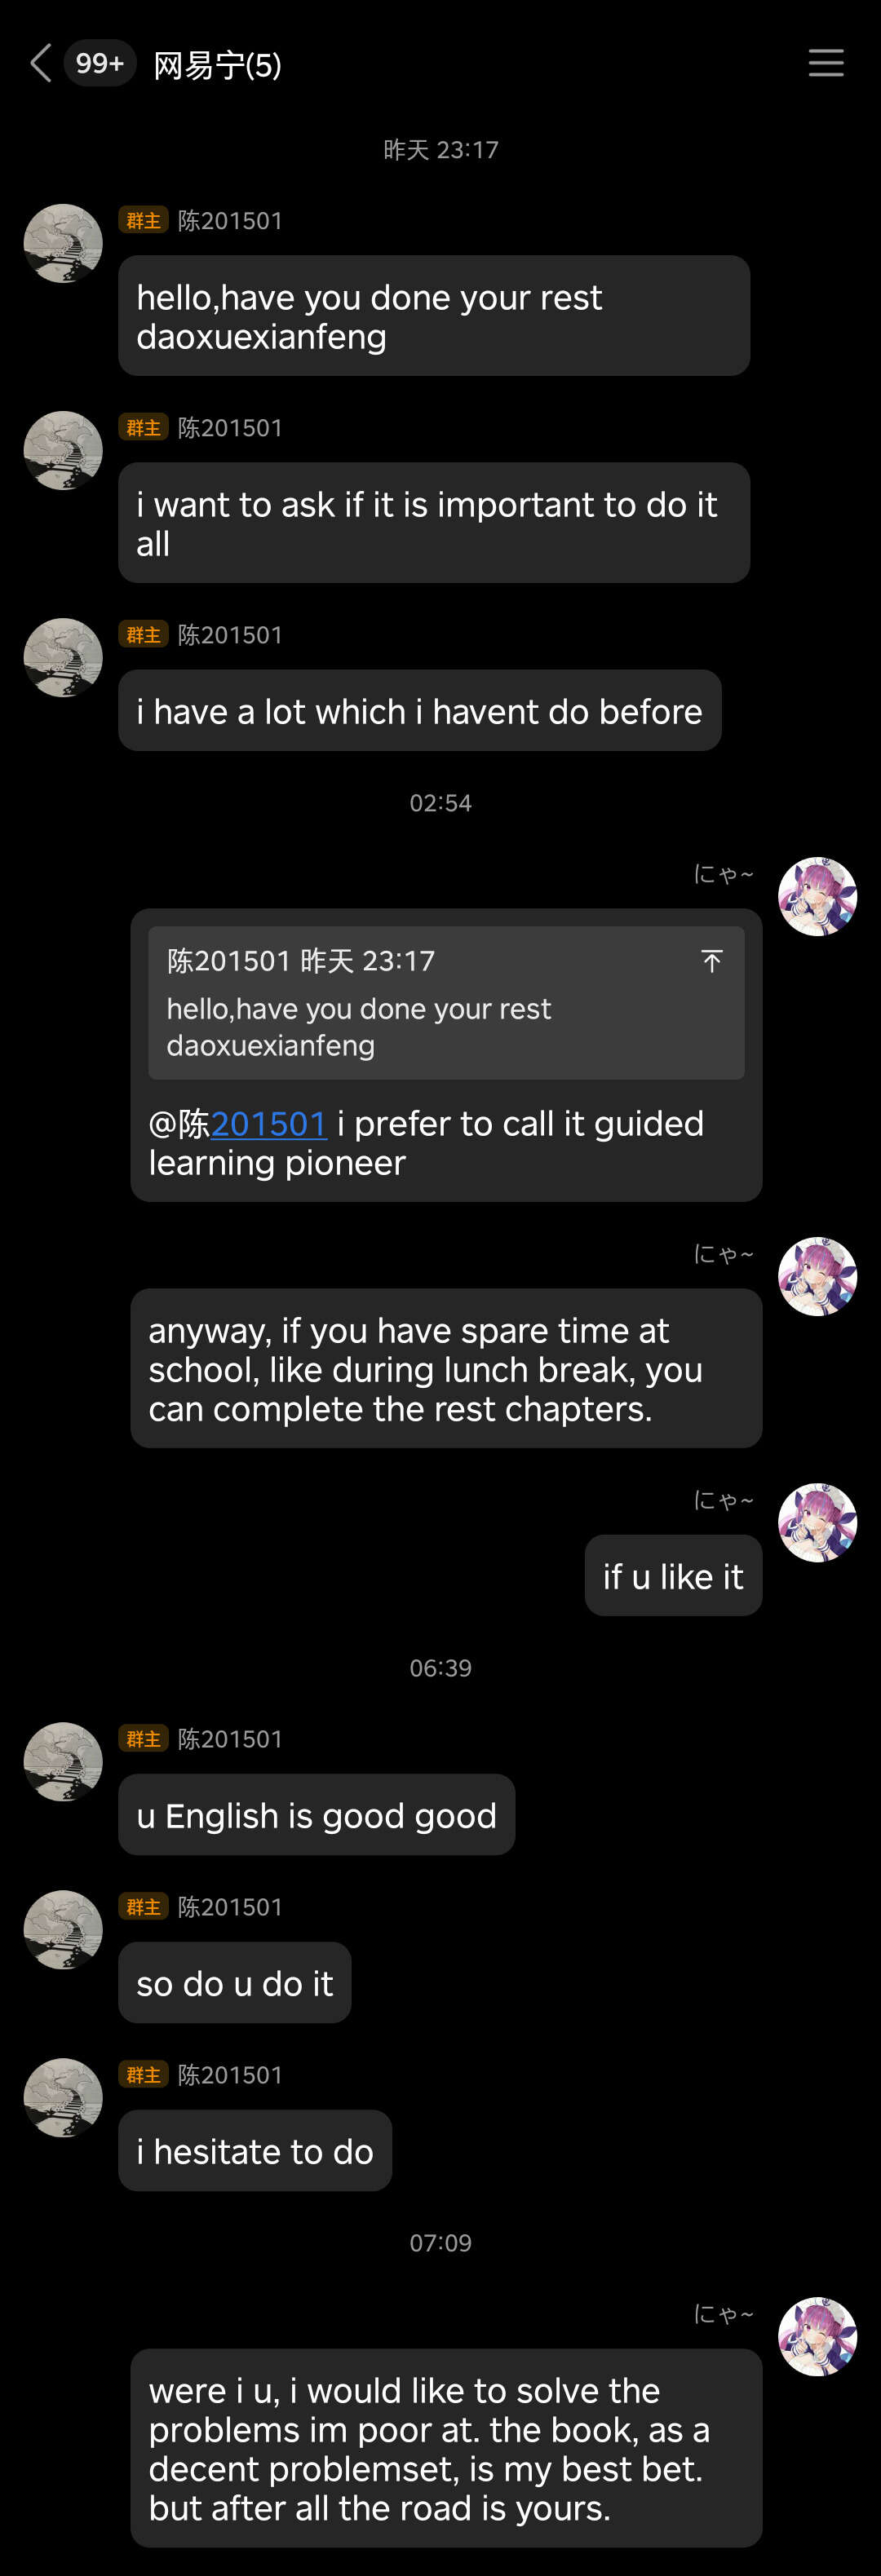 99+
网易宁(5)
昨天 23:17
群主 陈201501
hello,have you done your rest
daoxuexianfeng
群主 陈201501
i want to ask if it is important to do it
all
群主 陈201501
i have a lot which i havent do before
02:54
にゃ~
陈201501 昨天 23:17
hello,have you done your rest
daoxuexianfeng
@陈201501 i prefer to call it guided
learning pioneer
にゃ~
anyway, if you have spare time at
school, like during lunch break, you
can complete the rest chapters.
にゃ~
if u like it
06:39
群主 陈201501
u English is good good
群主 陈201501
so do u do it
群主 陈201501
i hesitate to do
07:09
にゃ~
were i u, i would like to solve the
problems im poor at. the book, as a
decent problemset, is my best bet.
but after all the road is yours.